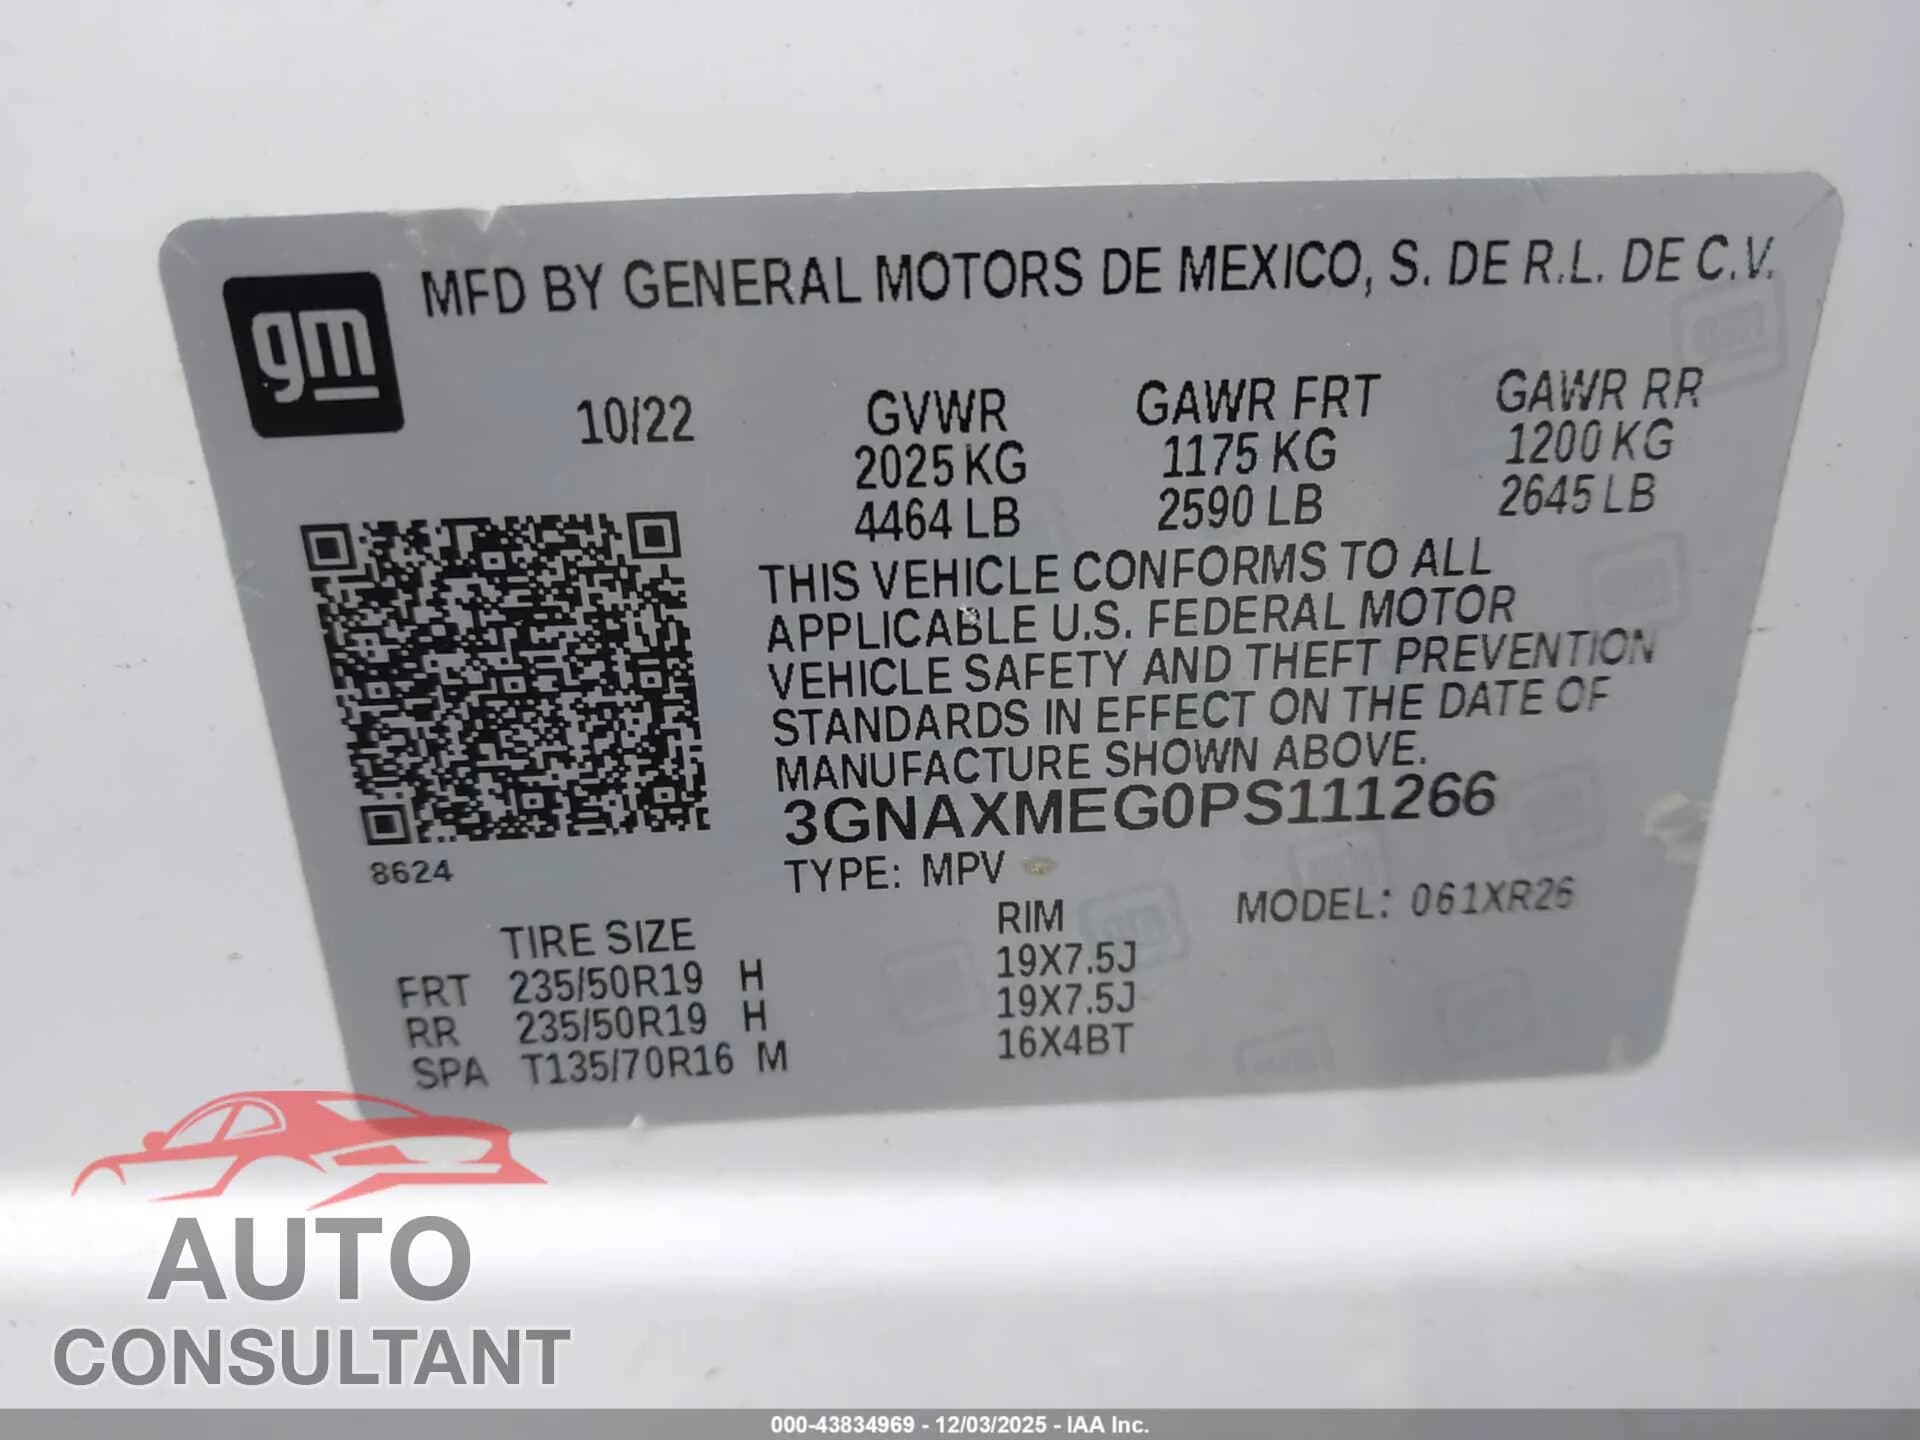 gm
MFD BY GENERAL MOTORS DE MEXICO, S. DE R.L. DE C.V.
10/22
GVWR GAWR FRT GAWR RR
2025 KG 1175 KG 1200 KG
4464 LB 2590 LB 2645 LB
THIS VEHICLE CONFORMS TO ALL
APPLICABLE U.S. FEDERAL MOTOR
VEHICLE SAFETY AND THEFT PREVENTION
STANDARDS IN EFFECT ON THE DATE OF
MANUFACTURE SHOWN ABOVE.
3GNAXMEG0PS111266
8624
TYPE: MPV MODEL: 061XR26
TIRE SIZE RIM
FRT 235/50R19 H 19X7.5J
RR 235/50R19 H 19X7.5J
SPA T135/70R16 M 16X4BT
AUTO
CONSULTANT
000-43834969 - 12/03/2025 - IAA Inc.